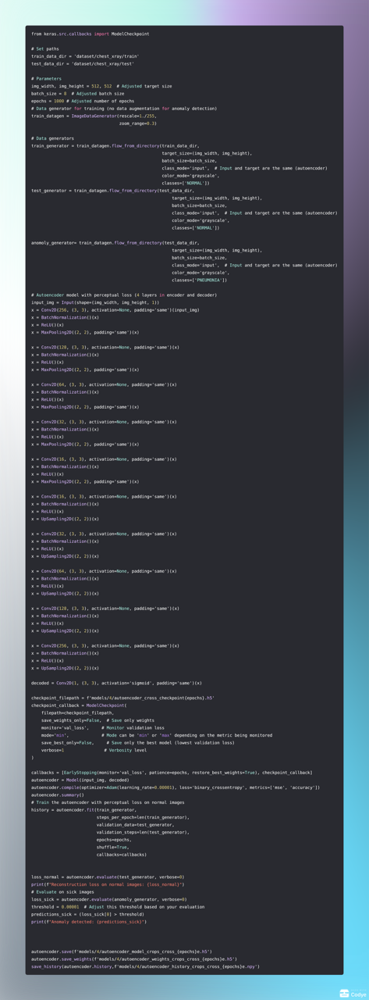 from keras.src.callbacks import ModelCheckpoint

# Set paths
train_data_dir = 'dataset/chest_xray/train'
test_data_dir = 'dataset/chest_xray/test'

# Parameters
img_width, img_height = 512, 512  # Adjusted target size
batch_size = 8  # Adjusted batch size
epochs = 1000 # Adjusted number of epochs
# Data generator for training (no data augmentation for anomaly detection)
train_datagen = ImageDataGenerator(rescale=1./255,
                                   zoom_range=0.3)

# Data generators
train_generator = train_datagen.flow_from_directory(train_data_dir,
                                                    target_size=(img_width, img_height),
                                                    batch_size=batch_size,
                                                    class_mode='input',  # Input and target are the same (autoencoder)
                                                    color_mode='grayscale',
                                                    classes=['NORMAL'])
test_generator = train_datagen.flow_from_directory(test_data_dir,
                                                        target_size=(img_width, img_height),
                                                        batch_size=batch_size,
                                                        class_mode='input',  # Input and target are the same (autoencoder)
                                                        color_mode='grayscale',
                                                        classes=['NORMAL'])

anomoly_generator= train_datagen.flow_from_directory(test_data_dir,
                                                        target_size=(img_width, img_height),
                                                        batch_size=batch_size,
                                                        class_mode='input',  # Input and target are the same (autoencoder)
                                                        color_mode='grayscale',
                                                        classes=['PNEUMONIA'])

# Autoencoder model with perceptual loss (4 layers in encoder and decoder)
input_img = Input(shape=(img_width, img_height, 1))
x = Conv2D(256, (3, 3), activation=None, padding='same')(input_img)
x = BatchNormalization()(x)
x = ReLU()(x)
x = MaxPooling2D((2, 2), padding='same')(x)

x = Conv2D(128, (3, 3), activation=None, padding='same')(x)
x = BatchNormalization()(x)
x = ReLU()(x)
x = MaxPooling2D((2, 2), padding='same')(x)

x = Conv2D(64, (3, 3), activation=None, padding='same')(x)
x = BatchNormalization()(x)
x = ReLU()(x)
x = MaxPooling2D((2, 2), padding='same')(x)

x = Conv2D(32, (3, 3), activation=None, padding='same')(x)
x = BatchNormalization()(x)
x = ReLU()(x)
x = MaxPooling2D((2, 2), padding='same')(x)

x = Conv2D(16, (3, 3), activation=None, padding='same')(x)
x = BatchNormalization()(x)
x = ReLU()(x)
x = MaxPooling2D((2, 2), padding='same')(x)

x = Conv2D(16, (3, 3), activation=None, padding='same')(x)
x = BatchNormalization()(x)
x = ReLU()(x)
x = UpSampling2D((2, 2))(x)

x = Conv2D(32, (3, 3), activation=None, padding='same')(x)
x = BatchNormalization()(x)
x = ReLU()(x)
x = UpSampling2D((2, 2))(x)

x = Conv2D(64, (3, 3), activation=None, padding='same')(x)
x = BatchNormalization()(x)
x = ReLU()(x)
x = UpSampling2D((2, 2))(x)

x = Conv2D(128, (3, 3), activation=None, padding='same')(x)
x = BatchNormalization()(x)
x = ReLU()(x)
x = UpSampling2D((2, 2))(x)

x = Conv2D(256, (3, 3), activation=None, padding='same')(x)
x = BatchNormalization()(x)
x = ReLU()(x)
x = UpSampling2D((2, 2))(x)

decoded = Conv2D(1, (3, 3), activation='sigmoid', padding='same')(x)

checkpoint_filepath = f'models/4/autoencoder_cross_checkpoint{epochs}.h5'
checkpoint_callback = ModelCheckpoint(
    filepath=checkpoint_filepath,
    save_weights_only=False,  # Save only weights
    monitor='val_loss',     # Monitor validation loss
    mode='min',             # Mode can be 'min' or 'max' depending on the metric being monitored
    save_best_only=False,     # Save only the best model (lowest validation loss)
    verbose=1                # Verbosity level
)

callbacks = [EarlyStopping(monitor='val_loss', patience=epochs, restore_best_weights=True), checkpoint_callback]
autoencoder = Model(input_img, decoded)
autoencoder.compile(optimizer=Adam(learning_rate=0.00001), loss='binary_crossentropy', metrics=['mse', 'accuracy'])
autoencoder.summary()
# Train the autoencoder with perceptual loss on normal images
history = autoencoder.fit(train_generator,
                          steps_per_epoch=len(train_generator),
                          validation_data=test_generator,
                          validation_steps=len(test_generator),
                          epochs=epochs,
                          shuffle=True,
                          callbacks=callbacks)


loss_normal = autoencoder.evaluate(test_generator, verbose=0)
print(f"Reconstruction loss on normal images: {loss_normal}")
# Evaluate on sick images
loss_sick = autoencoder.evaluate(anomoly_generator, verbose=0)
threshold = 0.00001  # Adjust this threshold based on your evaluation
predictions_sick = (loss_sick[0] > threshold)
print(f"Anomaly detected: {predictions_sick}")



autoencoder.save(f'models/4/autoencoder_model_crops_cross_{epochs}e.h5')
autoencoder.save_weights(f'models/4/autoencoder_weights_crops_cross_{epochs}e.h5')
save_history(autoencoder.history,f'models/4/autoencoder_history_crops_cross_{epochs}e.npy')
Codye